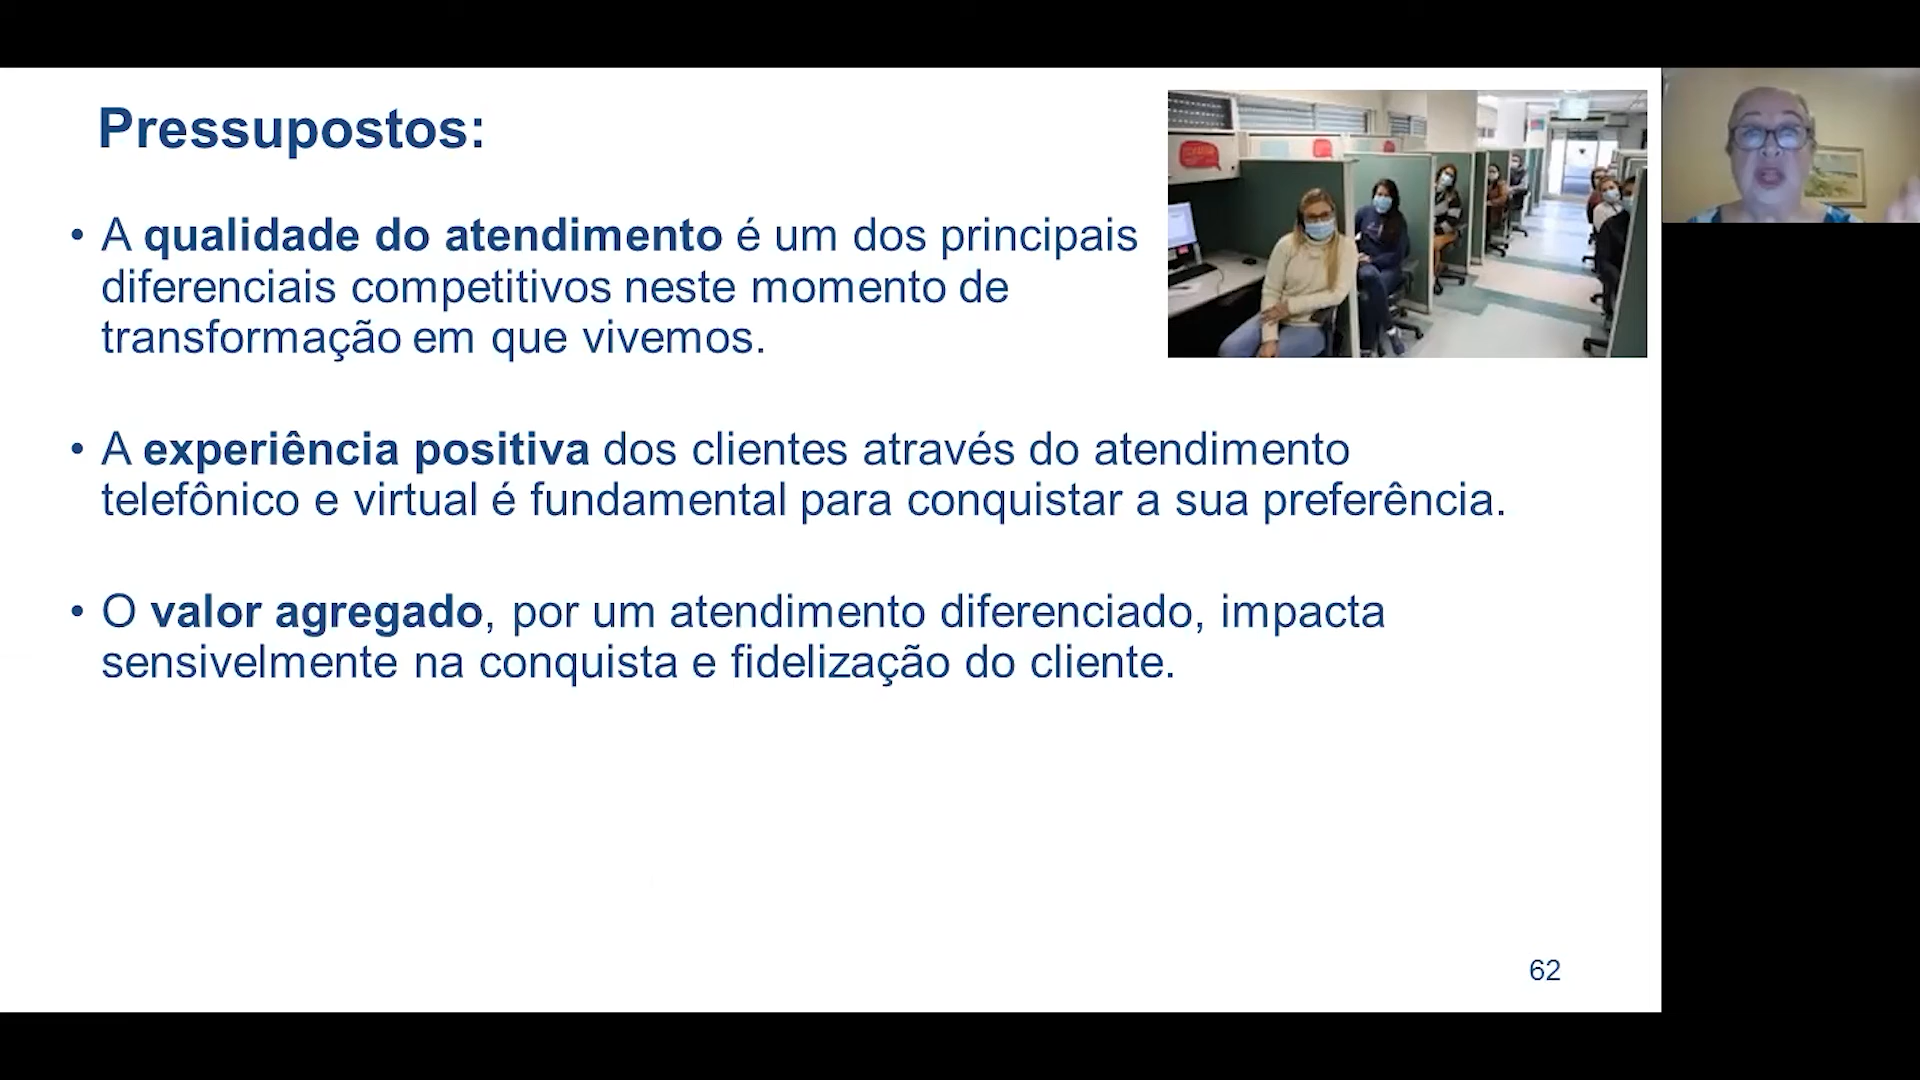 Pressupostos:
• A qualidade do atendimento é um dos principais
diferenciais competitivos neste momento de
transformação em que vivemos.
• A experiência positiva dos clientes através do atendimento
telefônico e virtual é fundamental para conquistar a sua preferência.
• O valor agregado, por um atendimento diferenciado, impacta
sensivelmente na conquista e fidelização do cliente.
62